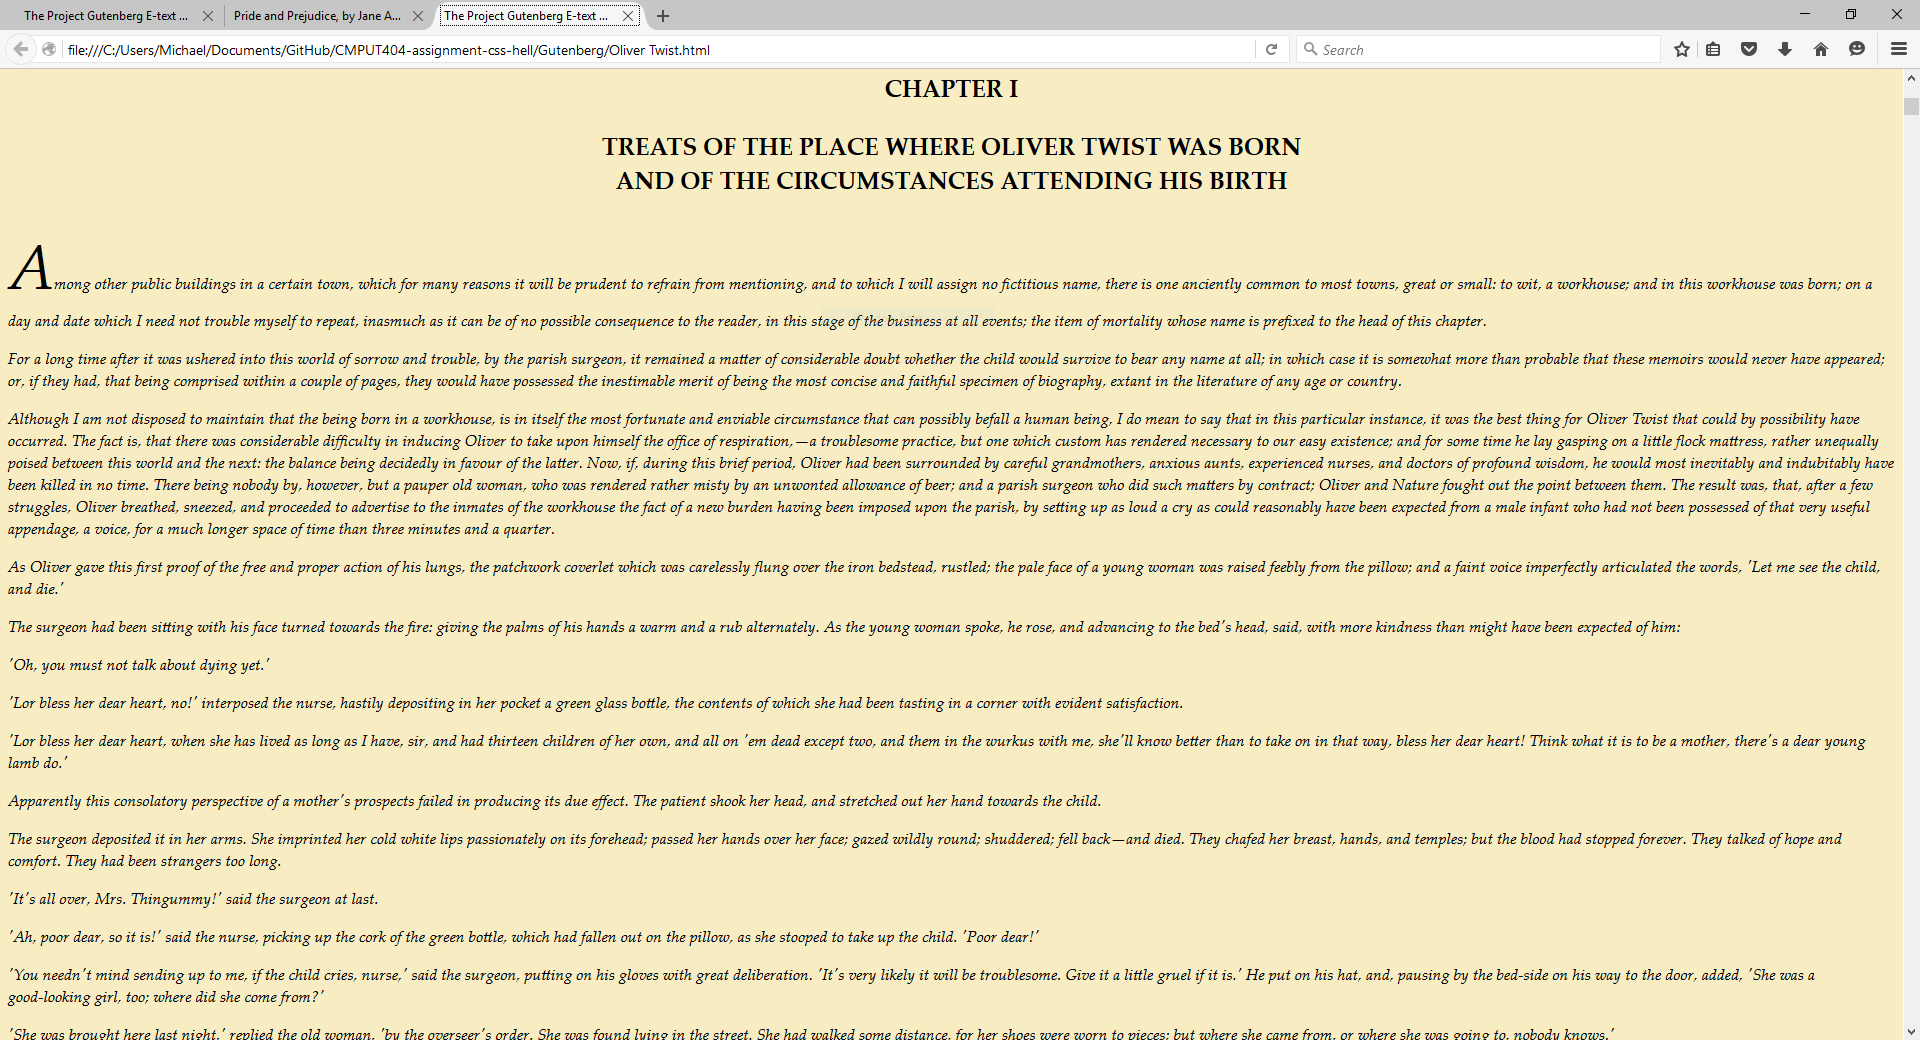 The Project Gutenberg E-text ...
Pride and Prejudice, by Jane A...
The Project Gutenberg E-text ...
file:///C:/Users/Michael/Documents/GitHub/CMPUT404-assignment-css-hell/Gutenberg/Oliver Twist.html
Search
CHAPTER I
TREATS OF THE PLACE WHERE OLIVER TWIST WAS BORN
AND OF THE CIRCUMSTANCES ATTENDING HIS BIRTH
Among other public buildings in a certain town, which for many reasons it will be prudent to refrain from mentioning, and to which I will assign no fictitious name, there is one anciently common to most towns, great or small: to wit, a workhouse; and in this workhouse was born; on a
day and date which I need not trouble myself to repeat, inasmuch as it can be of no possible consequence to the reader, in this stage of the business at all events; the item of mortality whose name is prefixed to the head of this chapter.
For a long time after it was ushered into this world of sorrow and trouble, by the parish surgeon, it remained a matter of considerable doubt whether the child would survive to bear any name at all; in which case it is somewhat more than probable that these memoirs would never have appeared;
or, if they had, that being comprised within a couple of pages, they would have possessed the inestimable merit of being the most concise and faithful specimen of biography, extant in the literature of any age or country.
Although I am not disposed to maintain that the being born in a workhouse, is in itself the most fortunate and enviable circumstance that can possibly befall a human being, I do mean to say that in this particular instance, it was the best thing for Oliver Twist that could by possibility have
occurred. The fact is, that there was considerable difficulty in inducing Oliver to take upon himself the office of respiration,—a troublesome practice, but one which custom has rendered necessary to our easy existence; and for some time he lay gasping on a little flock mattress, rather unequally
poised between this world and the next: the balance being decidedly in favour of the latter. Now, if, during this brief period, Oliver had been surrounded by careful grandmothers, anxious aunts, experienced nurses, and doctors of profound wisdom, he would most inevitably and indubitably have
been killed in no time. There being nobody by, however, but a pauper old woman, who was rendered rather misty by an unwonted allowance of beer; and a parish surgeon who did such matters by contract; Oliver and Nature fought out the point between them. The result was, that, after a few
struggles, Oliver breathed, sneezed, and proceeded to advertise to the inmates of the workhouse the fact of a new burden having been imposed upon the parish, by setting up as loud a cry as could reasonably have been expected from a male infant who had not been possessed of that very useful
appendage, a voice, for a much longer space of time than three minutes and a quarter.
As Oliver gave this first proof of the free and proper action of his lungs, the patchwork coverlet which was carelessly flung over the iron bedstead, rustled; the pale face of a young woman was raised feebly from the pillow; and a faint voice imperfectly articulated the words, 'Let me see the child,
and die.'
The surgeon had been sitting with his face turned towards the fire: giving the palms of his hands a warm and a rub alternately. As the young woman spoke, he rose, and advancing to the bed's head, said, with more kindness than might have been expected of him:
'Oh, you must not talk about dying yet.'
'Lor bless her dear heart, no!' interposed the nurse, hastily depositing in her pocket a green glass bottle, the contents of which she had been tasting in a corner with evident satisfaction.
'Lor bless her dear heart, when she has lived as long as I have, sir, and had thirteen children of her own, and all on 'em dead except two, and them in the wurkus with me, she'll know better than to take on in that way, bless her dear heart! Think what it is to be a mother, there's a dear young
lamb do.'
Apparently this consolatory perspective of a mother's prospects failed in producing its due effect. The patient shook her head, and stretched out her hand towards the child.
The surgeon deposited it in her arms. She imprinted her cold white lips passionately on its forehead; passed her hands over her face; gazed wildly round; shuddered; fell back—and died. They chafed her breast, hands, and temples; but the blood had stopped forever. They talked of hope and
comfort. They had been strangers too long.
'It's all over, Mrs. Thingummy!' said the surgeon at last.
'Ah, poor dear, so it is!' said the nurse, picking up the cork of the green bottle, which had fallen out on the pillow, as she stooped to take up the child. 'Poor dear!'
'You needn't mind sending up to me, if the child cries, nurse,' said the surgeon, putting on his gloves with great deliberation. 'It's very likely it will be troublesome. Give it a little gruel if it is.' He put on his hat, and, pausing by the bed-side on his way to the door, added, 'She was a
good-looking girl, too; where did she come from?'
'She was brought here last night,' replied the old woman, 'by the overseer's order. She was found lying in the street. She had walked some distance, for her shoes were worn to pieces; but where she came from, or where she was going to, nobody knows.'